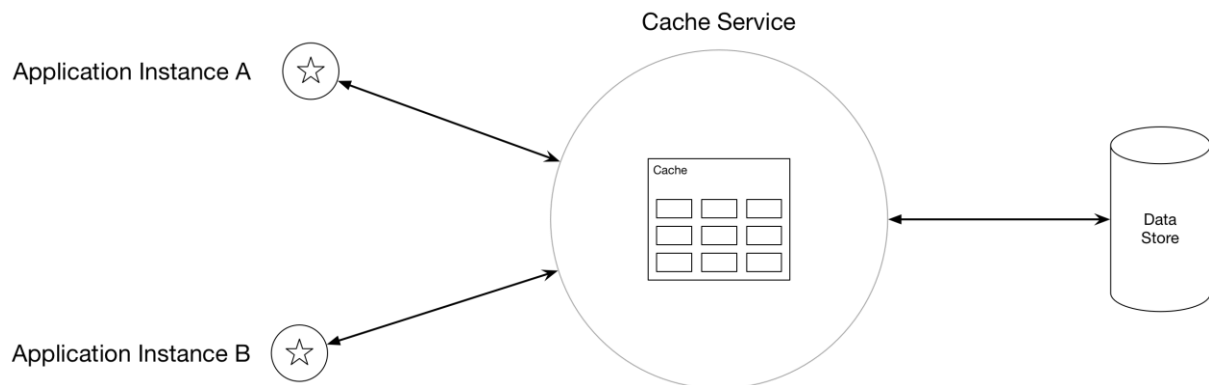 Cache Service
Application Instance A
Cache
Data
Store
Application Instance B